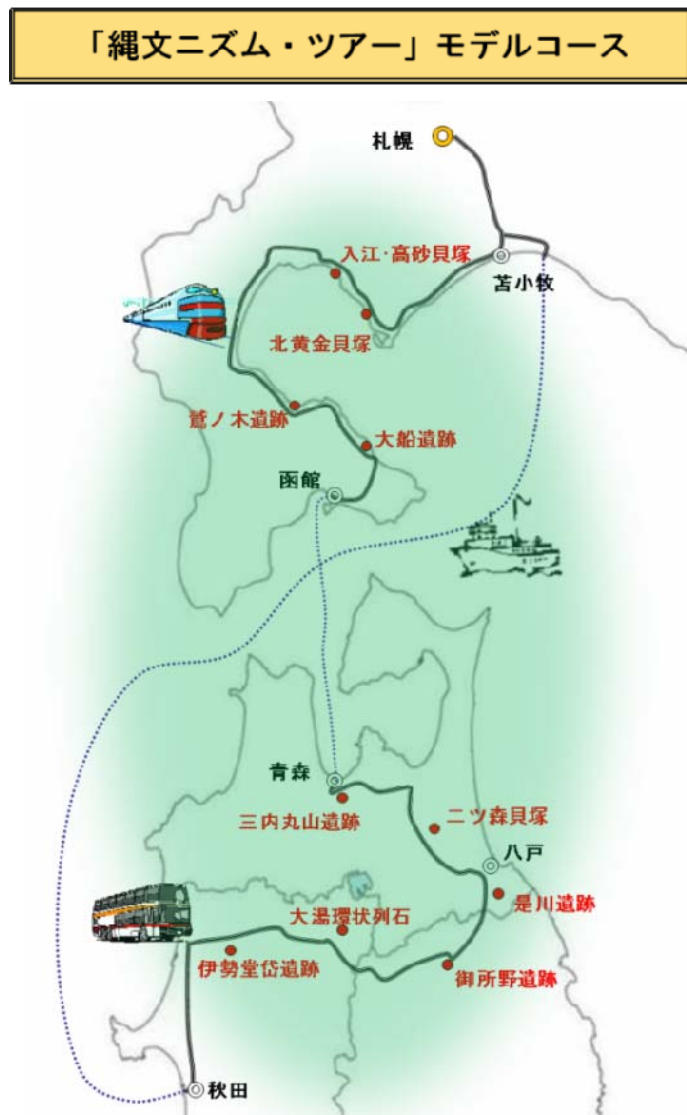 「縄文ニズム・ツアー」モデルコース
札幌
入江・高砂貝塚
苫小牧
北黄金貝塚
鷲ノ木遺跡
大船遺跡
函館
青森
三内丸山遺跡
二ツ森貝塚
八戸
是川遺跡
大湯環状列石
伊勢堂岱遺跡
御所野遺跡
秋田